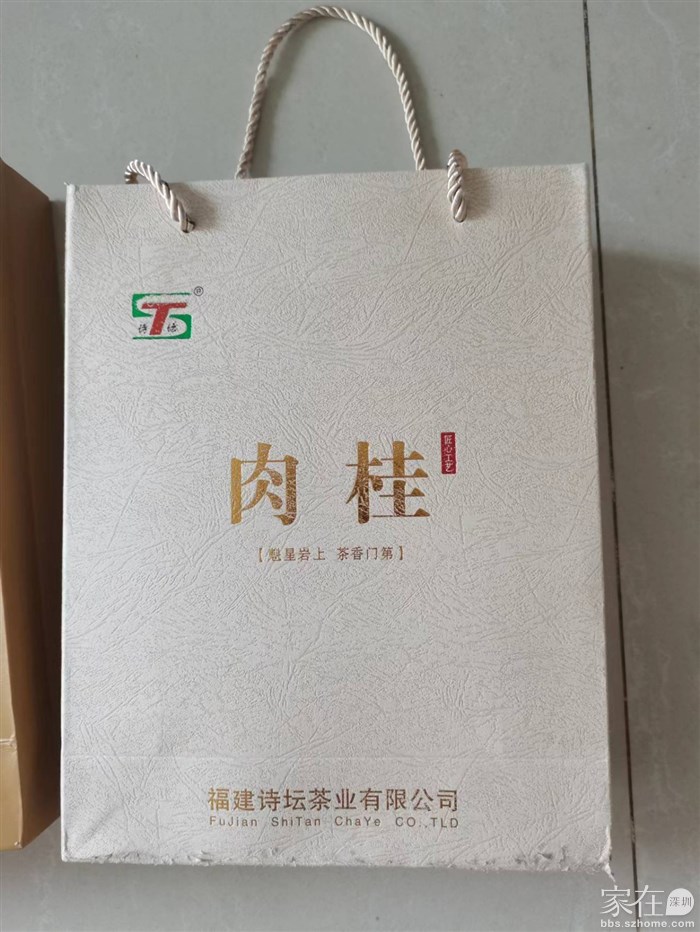 ST®
诗坛
肉桂
匠心工艺
【魁星岩上 茶香门第】
福建诗坛茶业有限公司
FuJian ShiTan ChaYe CO.,TLD
家在深圳
bbs.szhome.com